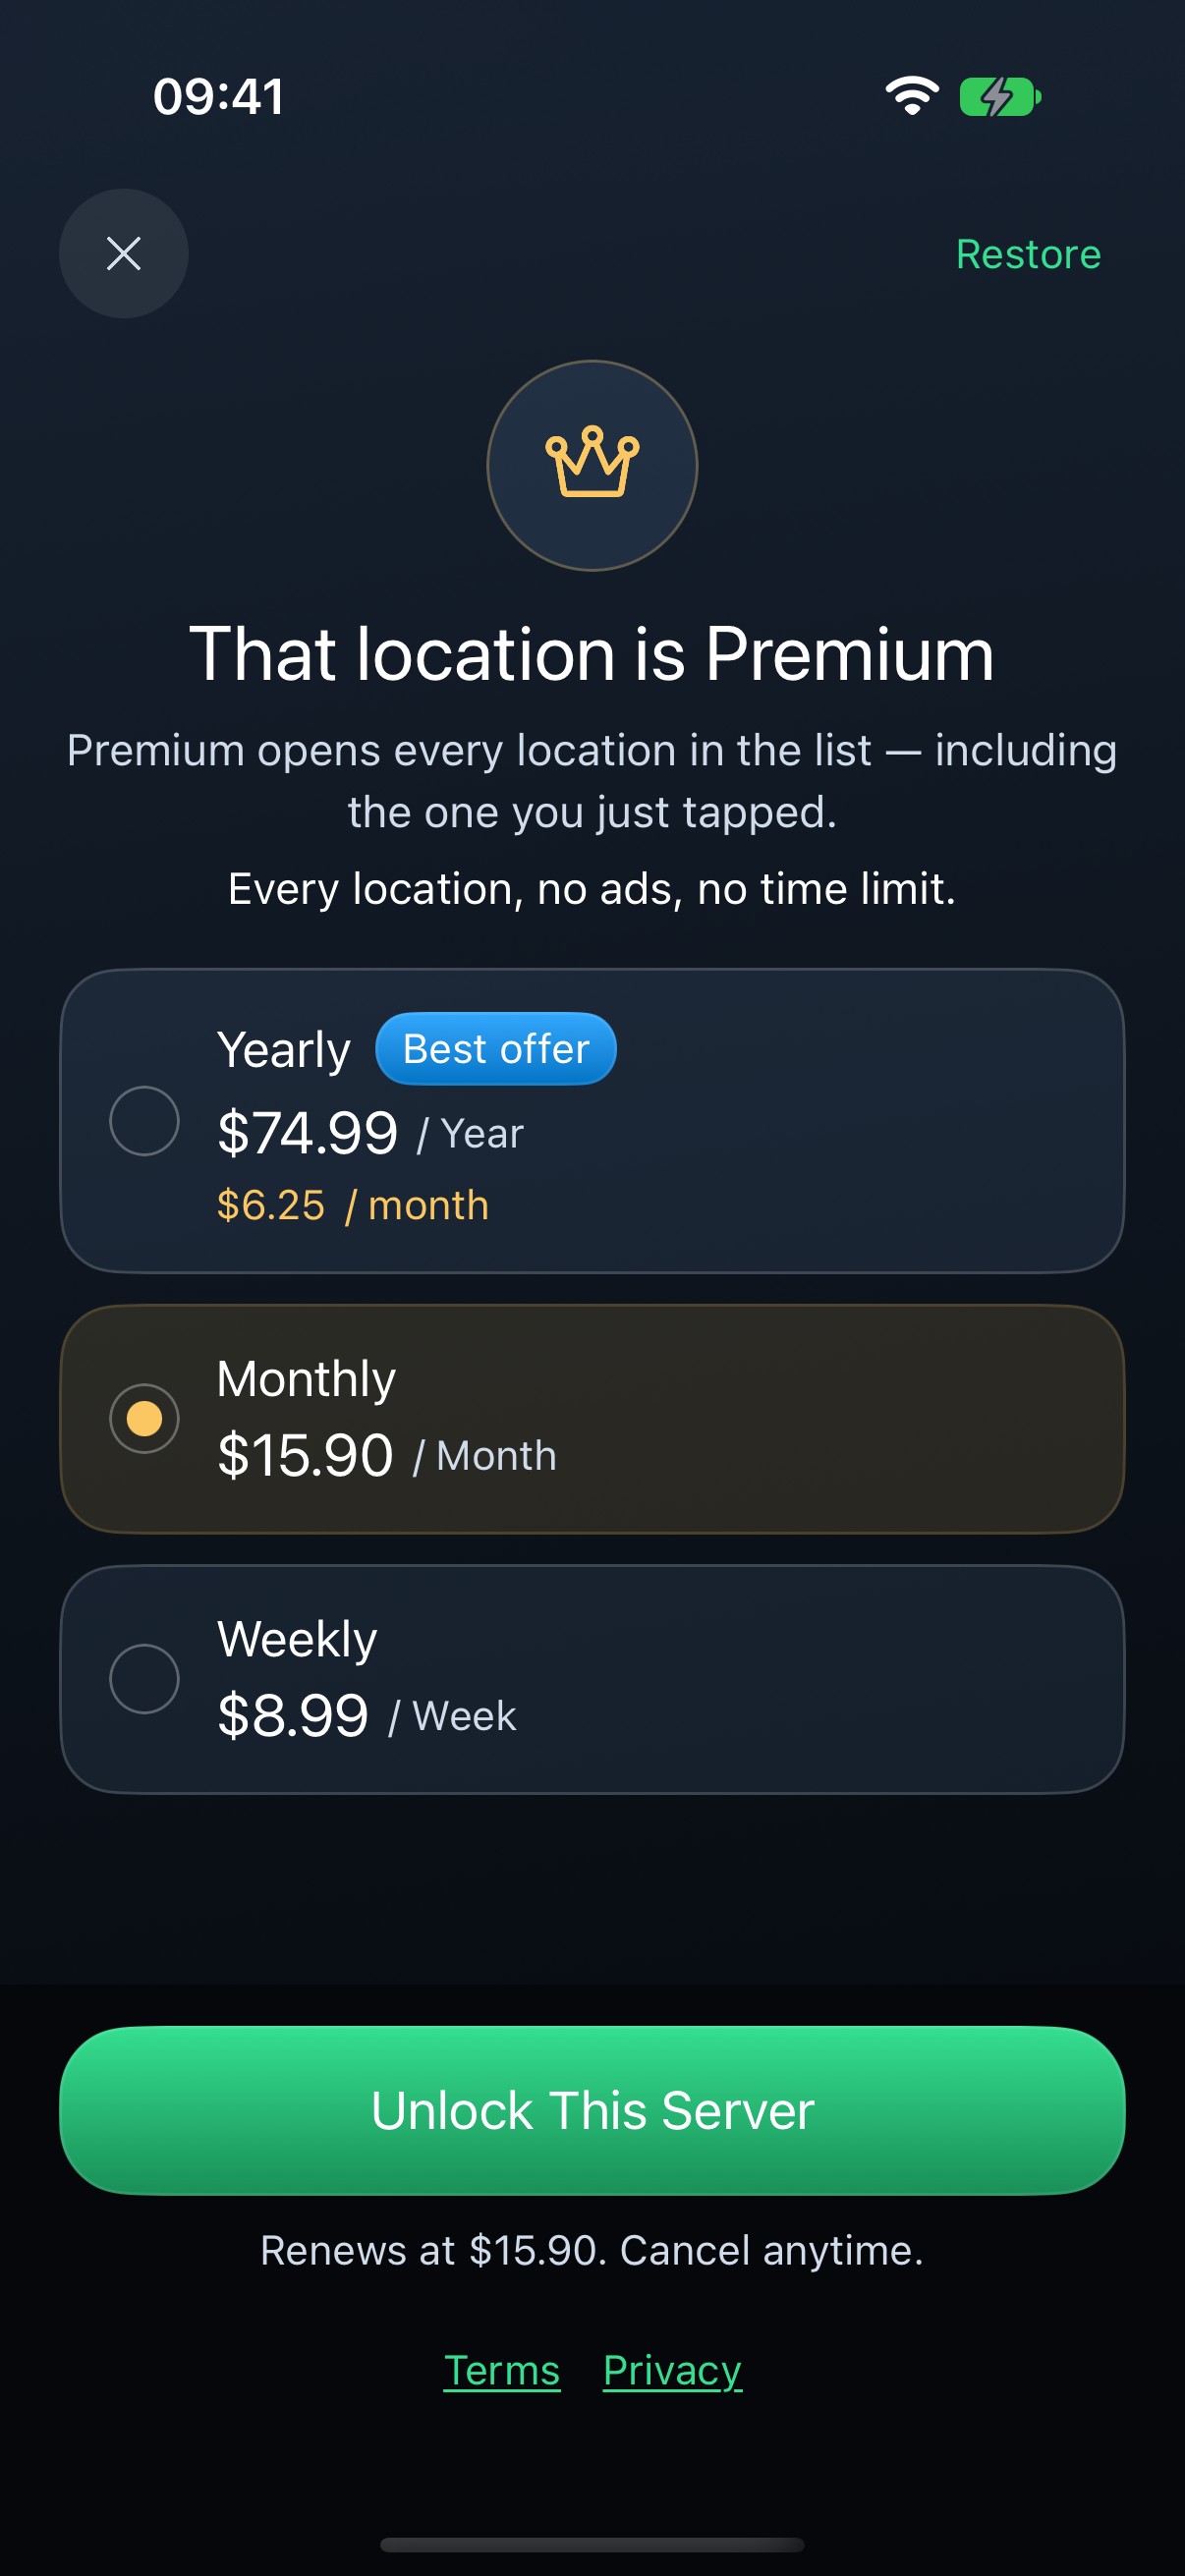 09:41
Restore
That location is Premium
Premium opens every location in the list — including
the one you just tapped.
Every location, no ads, no time limit.
Yearly Best offer
$74.99 / Year
$6.25 / month
Monthly
$15.90 / Month
Weekly
$8.99 / Week
Unlock This Server
Renews at $15.90. Cancel anytime.
Terms Privacy